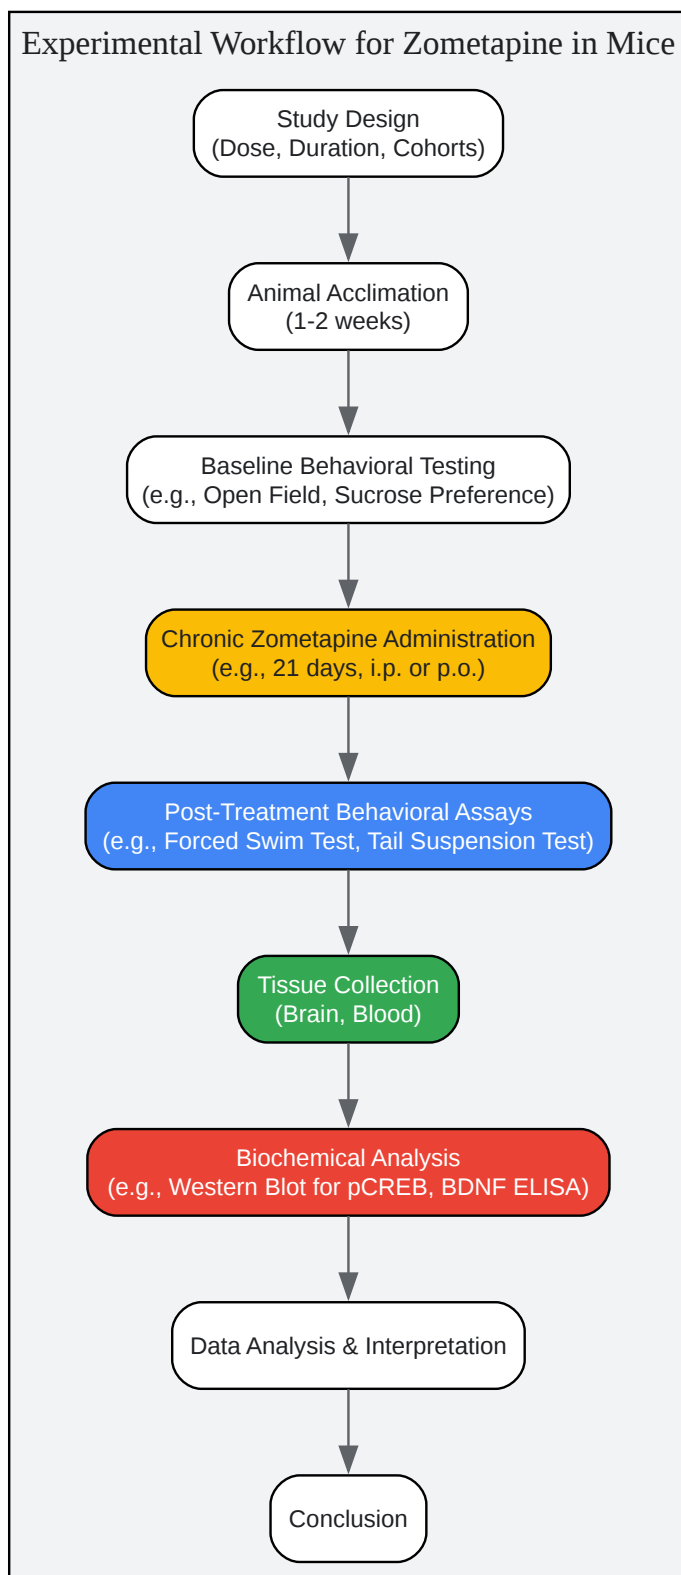 Experimental Workflow for Zometapine in Mice
Study Design
(Dose, Duration, Cohorts)
Animal Acclimation
(1-2 weeks)
Baseline Behavioral Testing
(e.g., Open Field, Sucrose Preference)
Chronic Zometapine Administration
(e.g., 21 days, i.p. or p.o.)
Post-Treatment Behavioral Assays
(e.g., Forced Swim Test, Tail Suspension Test)
Tissue Collection
(Brain, Blood)
Biochemical Analysis
(e.g., Western Blot for pCREB, BDNF ELISA)
Data Analysis & Interpretation
Conclusion